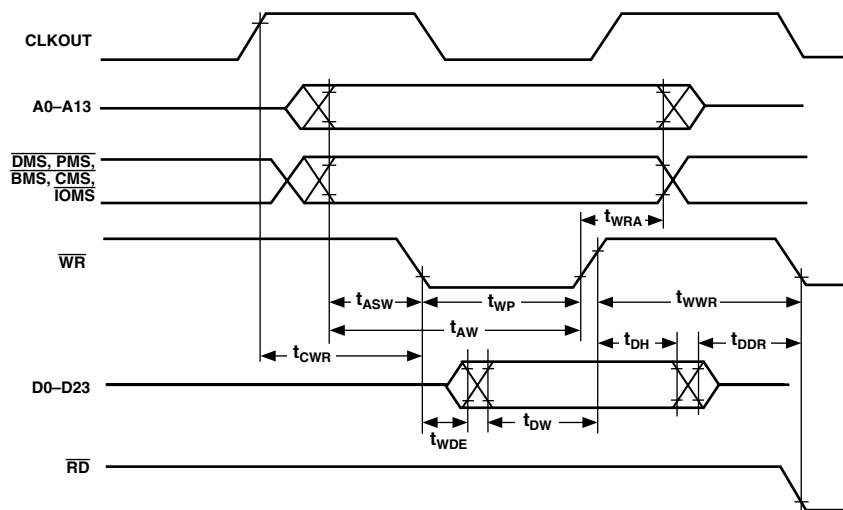 CLKOUT
A0–A13
DMS, PMS,
BMS, CMS,
IOMS
tWRA
WR
tASW
tWP
tWWR
tAW
tCWR
tDH
tDDR
D0–D23
tWDE
tDW
RD